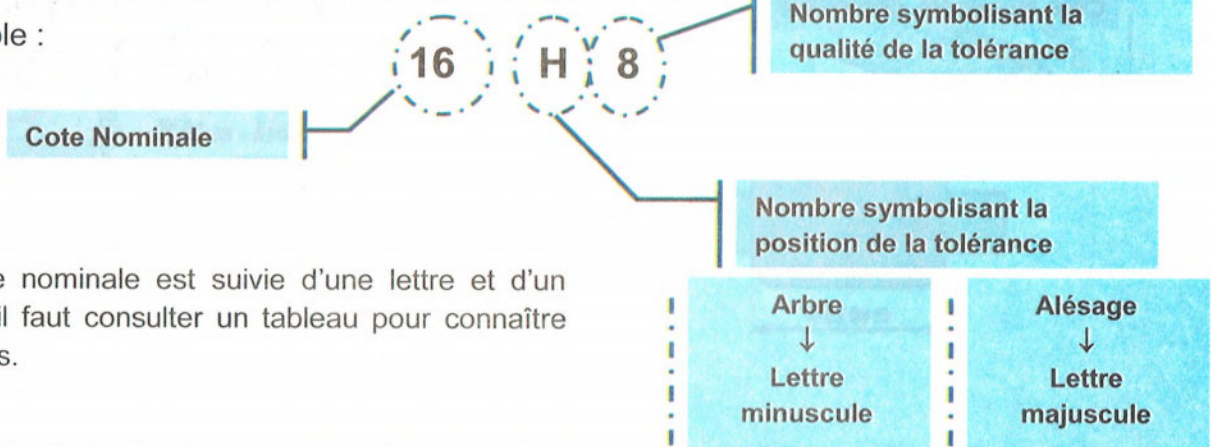 le :
16 H 8
Nombre symbolisant la
qualité de la tolérance
Cote Nominale
Nombre symbolisant la
position de la tolérance
e nominale est suivie d'une lettre et d'un
il faut consulter un tableau pour connaître
s.
Arbre
↓
Lettre
minuscule
Alésage
↓
Lettre
majuscule